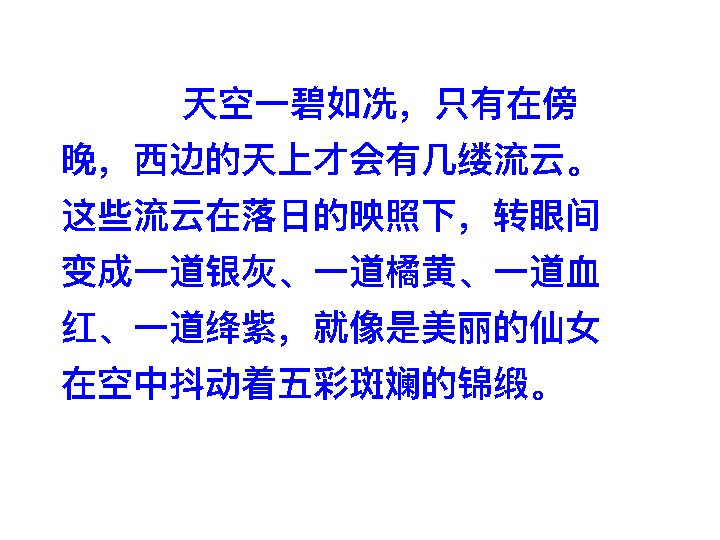 天空一碧如冼，只有在傍
晚，西边的天上才会有几缕流云。
这些流云在落日的映照下，转眼间
变成一道银灰、一道橘黄、一道血
红、一道绛紫，就像是美丽的仙女
在空中抖动着五彩斑斓的锦缎。